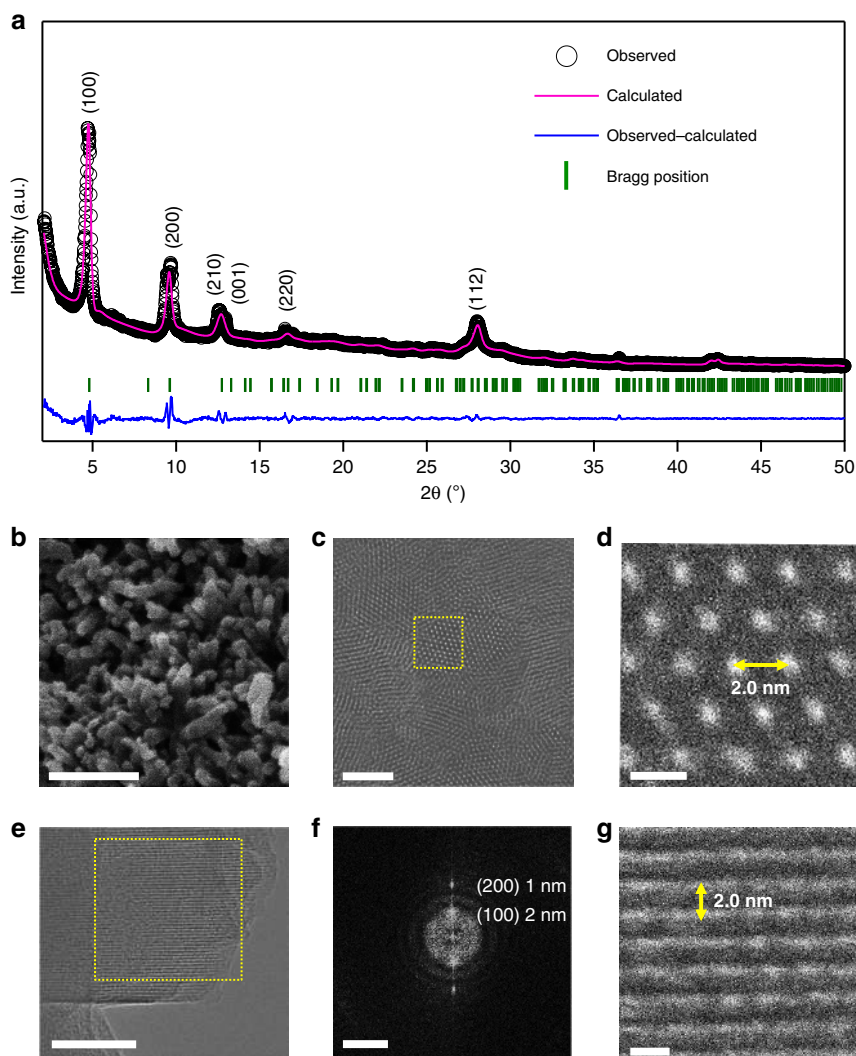 a
Observed
Calculated
Observed–calculated
Bragg position
(100)
(200)
(210)
(001)
(220)
(112)
Intensity (a.u.)
5 10 15 20 25 30 35 40 45 50
2θ (°)
b
c
d
2.0 nm
e
f
(200) 1 nm
(100) 2 nm
g
2.0 nm